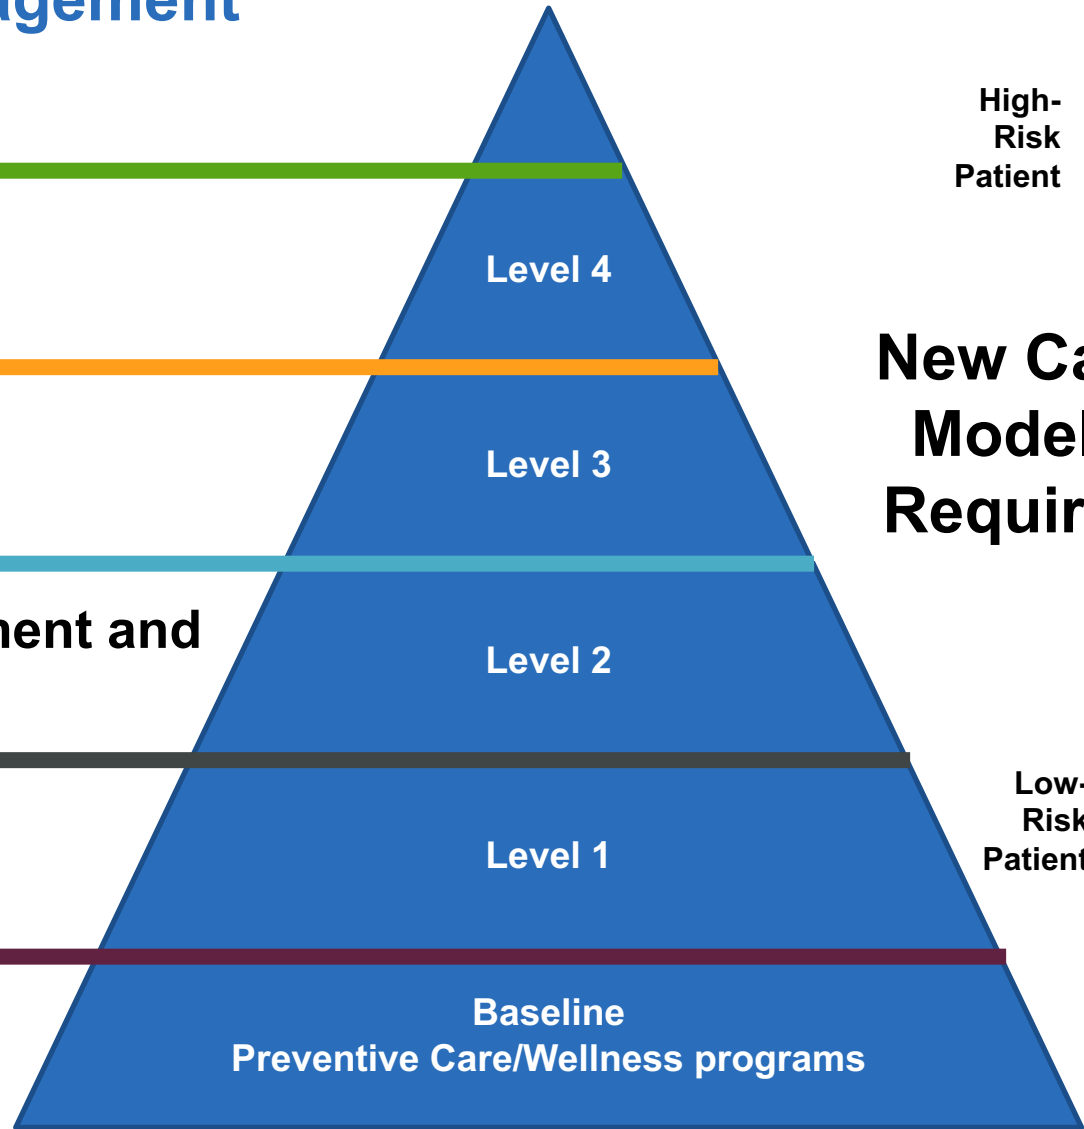 agement
High-
Risk
Patient
Level 4
New Ca
Model
Requir
Level 3
ment and
Level 2
Low-
Risk
Patient
Level 1
Baseline
Preventive Care/Wellness programs